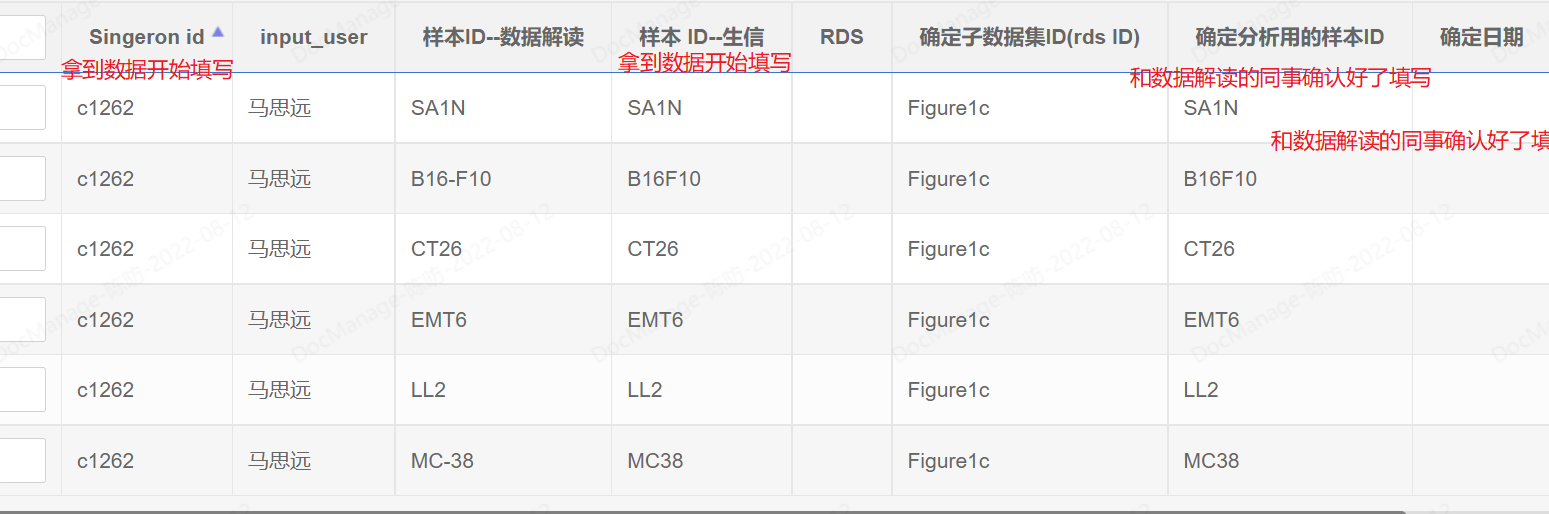 Singeron id input_user 样本ID--数据解读 样本 ID--生信 RDS 确定子数据集ID(rds ID) 确定分析用的样本ID 确定日期
拿到数据开始填写 拿到数据开始填写 和数据解读的同事确认好了填写
c1262 马思远 SA1N SA1N Figure1c SA1N
和数据解读的同事确认好了填
c1262 马思远 B16-F10 B16F10 Figure1c B16F10
c1262 马思远 CT26 CT26 Figure1c CT26
c1262 马思远 EMT6 EMT6 Figure1c EMT6
c1262 马思远 LL2 LL2 Figure1c LL2
c1262 马思远 MC-38 MC38 Figure1c MC38